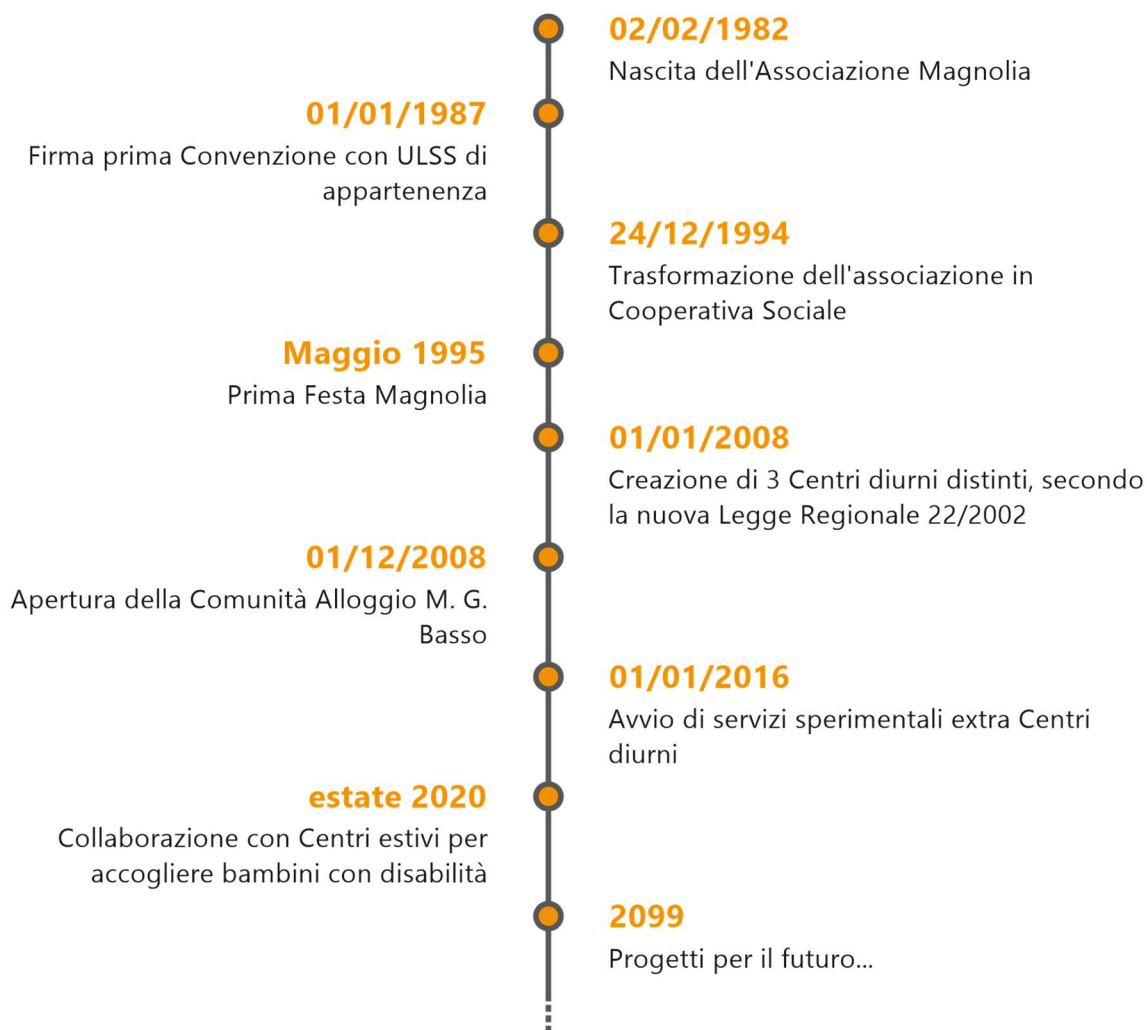 02/02/1982
Nascita dell'Associazione Magnolia
01/01/1987
Firma prima Convenzione con ULSS di
appartenenza
24/12/1994
Trasformazione dell'associazione in
Cooperativa Sociale
Maggio 1995
Prima Festa Magnolia
01/01/2008
Creazione di 3 Centri diurni distinti, secondo
la nuova Legge Regionale 22/2002
01/12/2008
Apertura della Comunità Alloggio M. G.
Basso
01/01/2016
Avvio di servizi sperimentali extra Centri
diurni
estate 2020
Collaborazione con Centri estivi per
accogliere bambini con disabilità
2099
Progetti per il futuro...